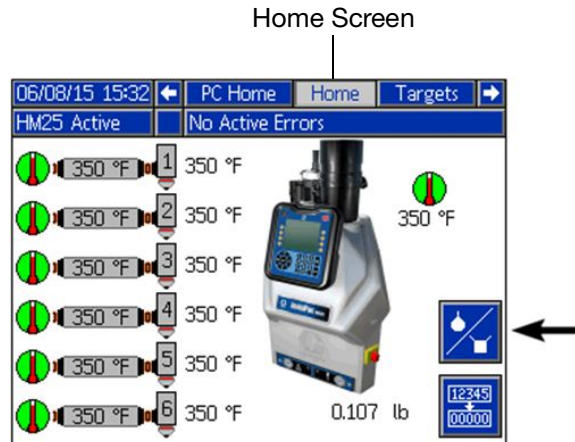 Home Screen
06/08/15 15:32 PC Home Home Targets
HM25 Active No Active Errors
350 °F 1 350 °F
350 °F
350 °F 2 350 °F
350 °F 3 350 °F
350 °F 4 350 °F
350 °F 5 350 °F
12345
00000
350 °F 6 350 °F 0.107 lb